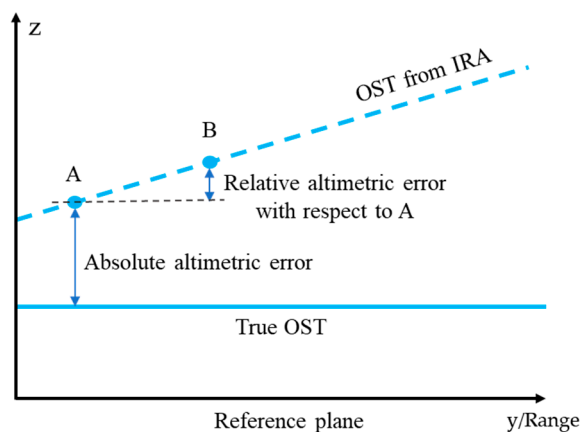 z
OST from IRA
B
A
Relative altimetric error
with respect to A
Absolute altimetric error
True OST
Reference plane
y/Range